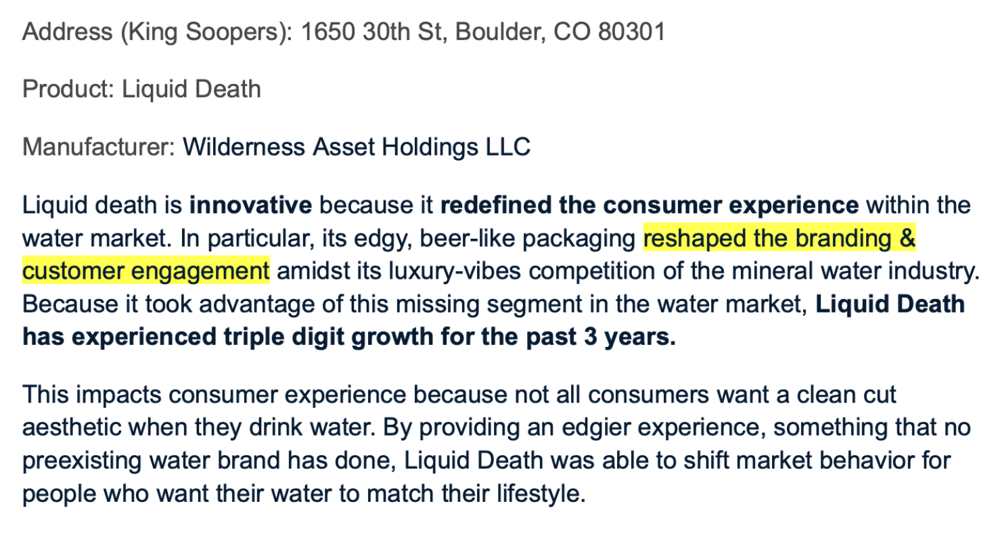 Address (King Soopers): 1650 30th St, Boulder, CO 80301
Product: Liquid Death
Manufacturer: Wilderness Asset Holdings LLC
Liquid death is innovative because it redefined the consumer experience within the
water market. In particular, its edgy, beer-like packaging reshaped the branding &
customer engagement amidst its luxury-vibes competition of the mineral water industry.
Because it took advantage of this missing segment in the water market, Liquid Death
has experienced triple digit growth for the past 3 years.
This impacts consumer experience because not all consumers want a clean cut
aesthetic when they drink water. By providing an edgier experience, something that no
preexisting water brand has done, Liquid Death was able to shift market behavior for
people who want their water to match their lifestyle.